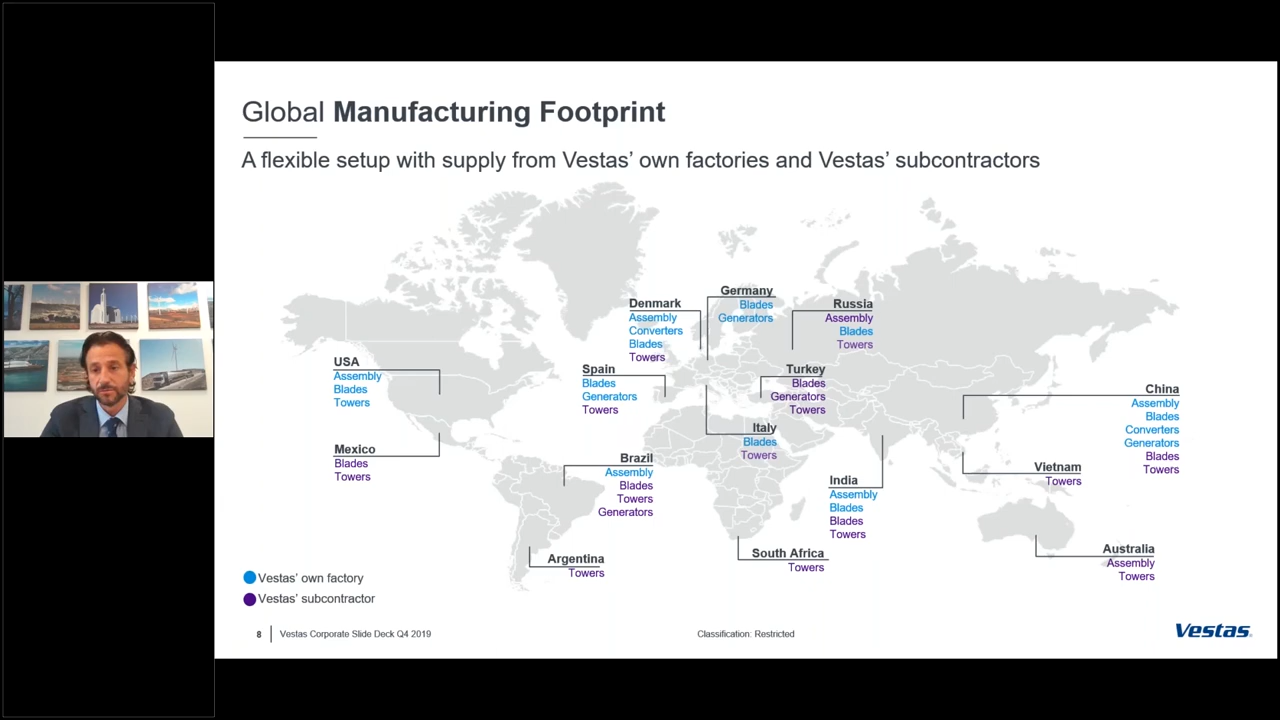 Global Manufacturing Footprint
A flexible setup with supply from Vestas' own factories and Vestas' subcontractors
Germany
Blades
Generators
Denmark
Assembly
Converters
Blades
Towers
Russia
Assembly
Blades
Towers
USA
Assembly
Blades
Towers
Spain
Blades
Generators
Towers
Turkey
Blades
Generators
Towers
China
Assembly
Blades
Converters
Generators
Blades
Towers
Italy
Blades
Towers
Mexico
Blades
Towers
Brazil
Assembly
Blades
Towers
Generators
India
Assembly
Blades
Blades
Towers
Vietnam
Towers
Argentina
Towers
South Africa
Towers
Australia
Assembly
Towers
Vestas' own factory
Vestas' subcontractor
8 Vestas Corporate Slide Deck Q4 2019
Classification: Restricted
Vestas